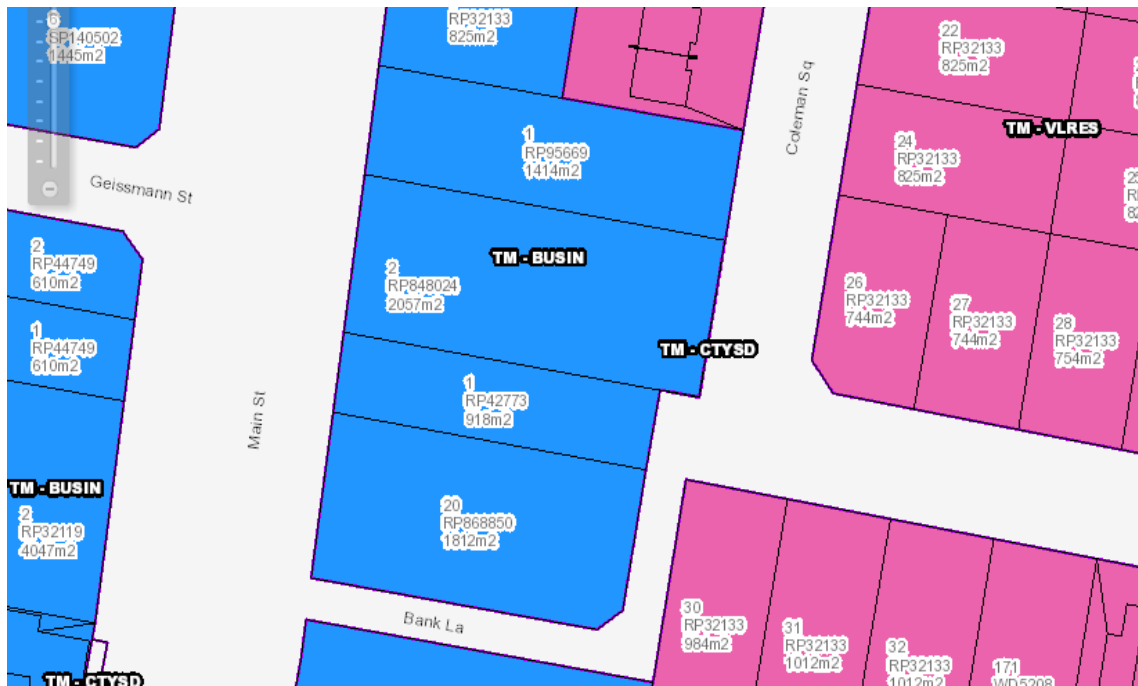 6
SP140502
1445m2
RP32133
825m2
22
RP32133
825m2
Coleman Sq
TM - VLRES
1
RP95669
1414m2
24
RP32133
825m2
Geissmann St
2
RP44749
610m2
TM - BUSIN
2
RP848024
2057m2
26
RP32133
744m2
27
RP32133
744m2
28
RP32133
754m2
1
RP44749
610m2
TM - CTYSD
1
RP42773
918m2
Main St
TM - BUSIN
2
RP32119
4047m2
20
RP868850
1812m2
Bank La
30
RP32133
984m2
31
RP32133
1012m2
32
RP32133
1012m2
171
WD5208
TM - CTYSD